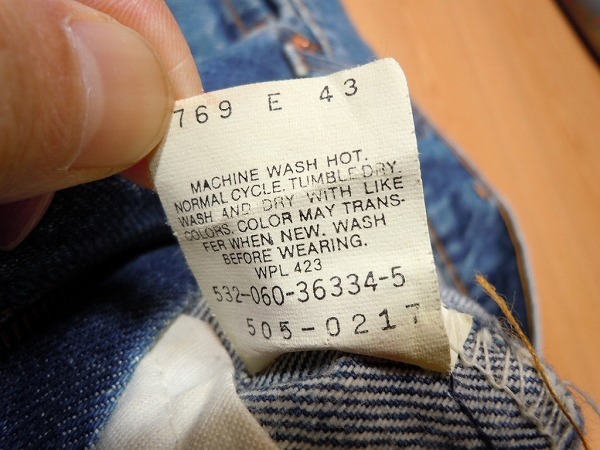 769 E 43
MACHINE WASH HOT.
NORMAL CYCLE. TUMBLE DRY.
WASH AND DRY WITH LIKE
COLORS. COLOR MAY TRANS-
FER WHEN NEW. WASH
BEFORE WEARING.
WPL 423
532-060-36334-5
505-0217